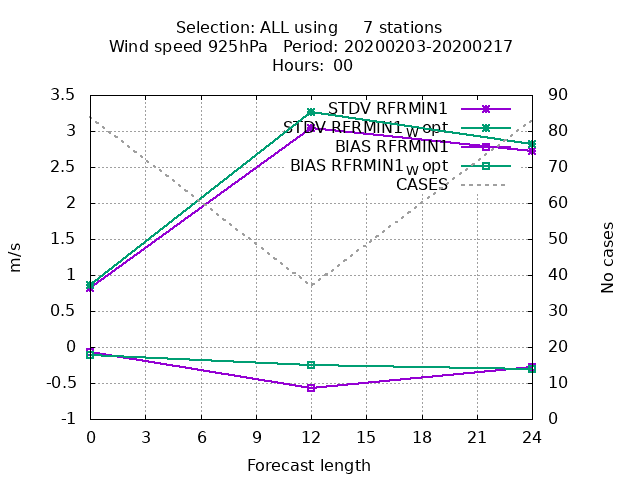 Selection: ALL using 7 stations
Wind speed 925hPa Period: 20200203-20200217
Hours: 00
STDV RFRMIN1
STDV RFRMIN1W opt
BIAS RFRMIN1
BIAS RFRMIN1W opt
CASES
3.5
3
2.5
2
1.5
1
0.5
0
-0.5
-1
m/s
90
80
70
60
50
40
30
20
10
0
No cases
0 3 6 9 12 15 18 21 24
Forecast length